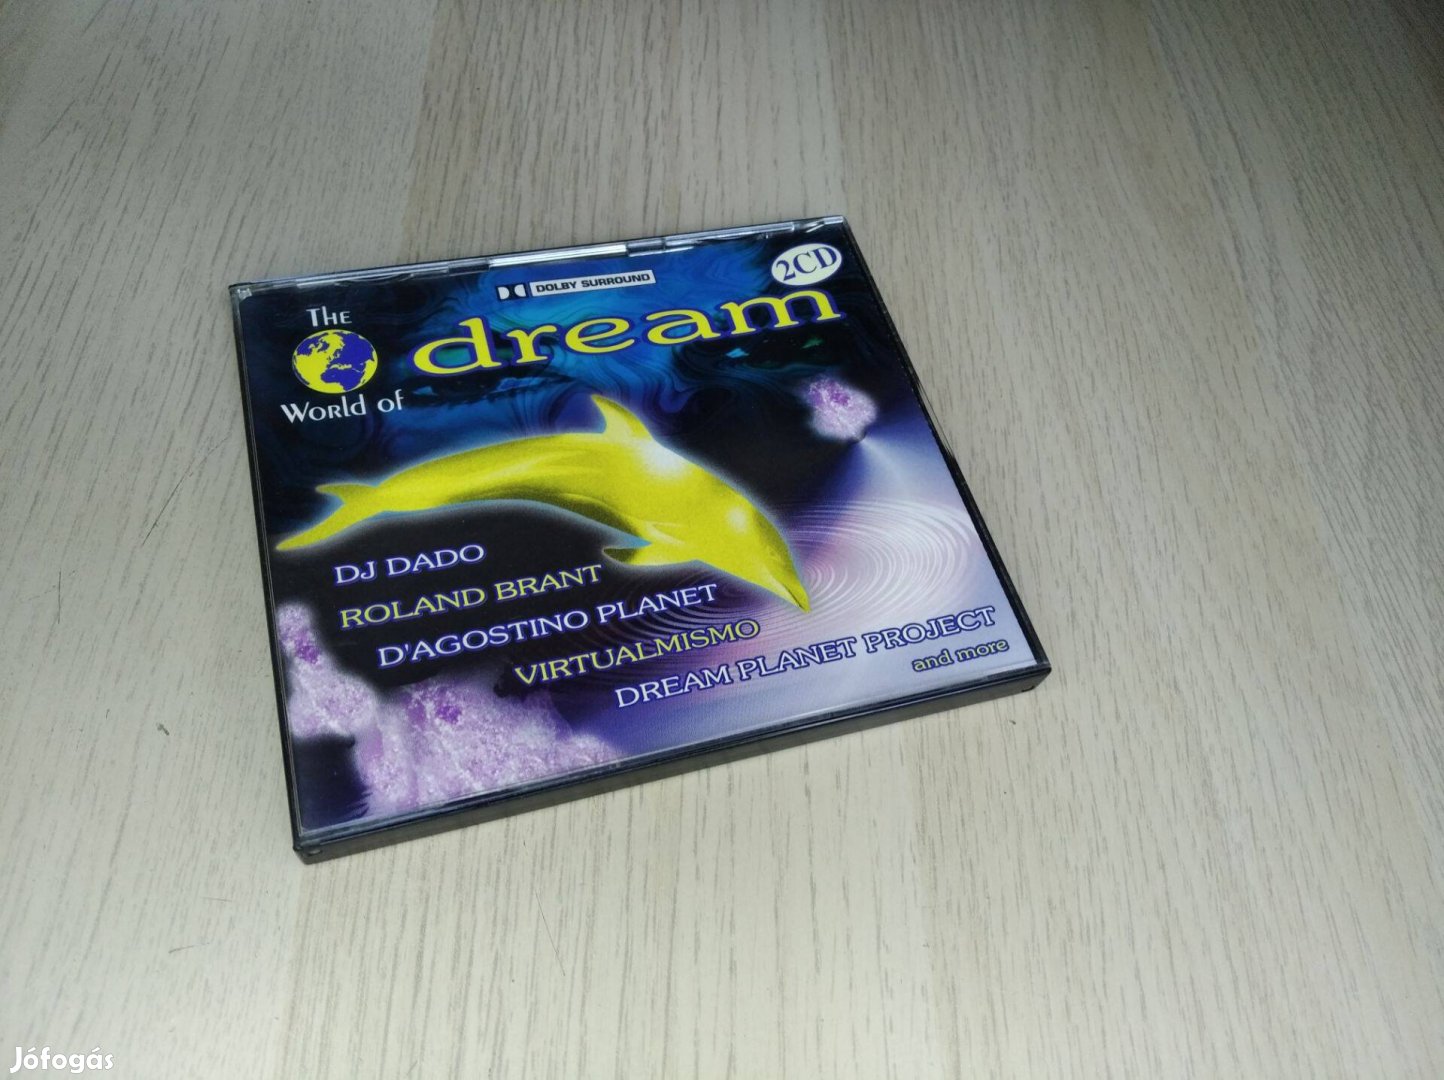 DOLBY SURROUND
2CD
The
World of
dream
DJ DADO
ROLAND BRANT
D'AGOSTINO PLANET
VIRTUALMISMO
DREAM PLANET PROJECT
and more
Jófogás